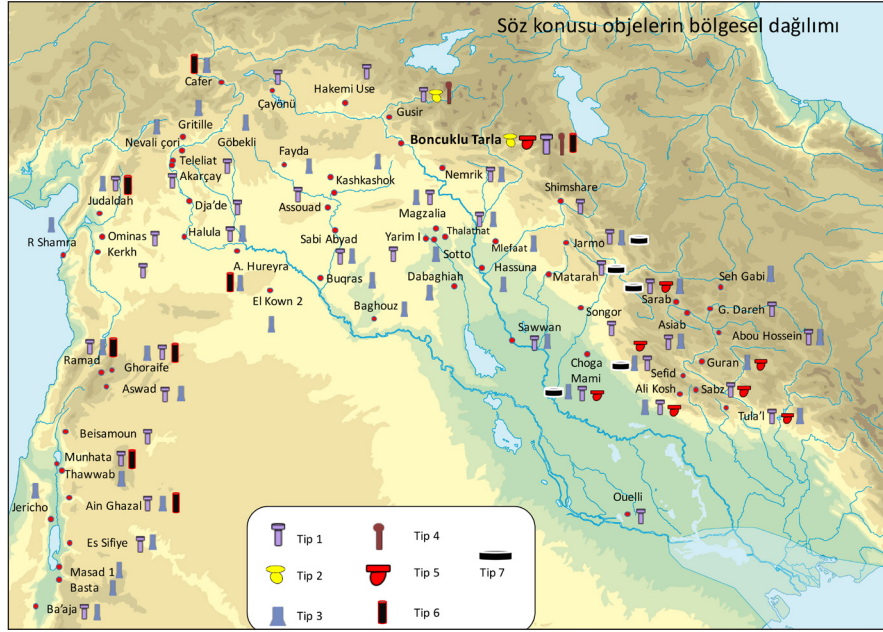 Söz konusu objelerin bölgesel dağılımı
Cafer
Çayönü
Hakemi Use
Gusir
Gritille
Nevali çori
Göbekli
Boncuklu Tarla
Teleliat
Akarçay
Fayda
Kashkashok
Nemrik
Judaldah
Dja'de
Assouad
Magzalia
Shimshare
R Shamra
Ominas
Kerkh
Halula
Sabi Abyad
Yarim I
Thalathat
Sotto
Mlefaat
Jarmo
A. Hureyra
Buqras
Dabaghiah
Hassuna
Matarah
Seh Gabi
El Kown 2
Baghouz
Sarab
Songor
G. Dareh
Asiab
Abou Hossein
Sawwan
Ramad
Ghoraife
Choga
Mami
Guran
Sefid
Ali Kosh
Sabz
Aswad
Tula'l
Beisamoun
Munhata
Thawwab
Ain Ghazal
Jericho
Ouelli
Es Sifiye
Masad 1
Basta
Ba'aja
Tip 1
Tip 4
Tip 2
Tip 5
Tip 7
Tip 3
Tip 6